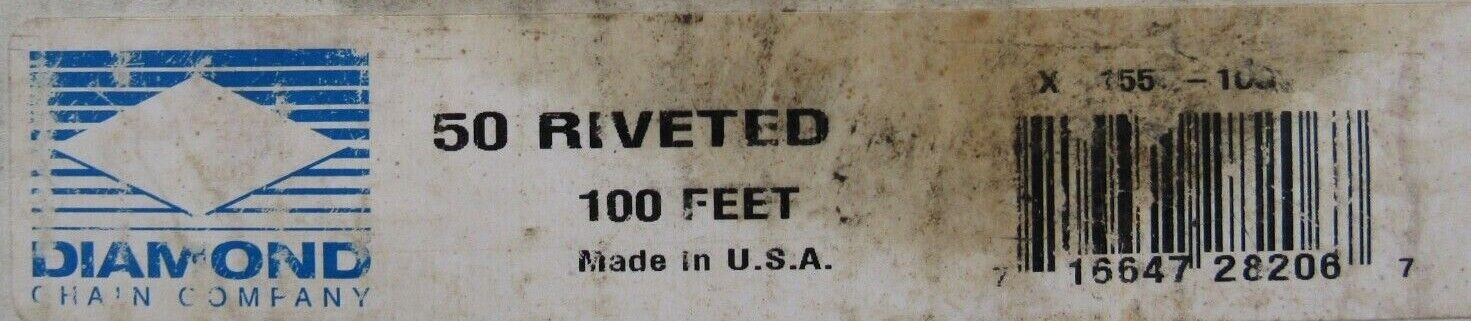 DIAMOND
CHAIN COMPANY
50 RIVETED
100 FEET
Made in U.S.A.
X
7 16647 28206 7